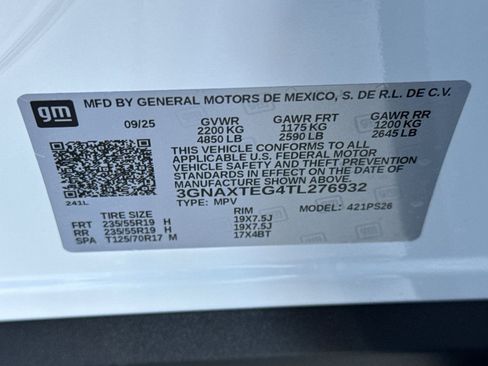 gm
MFD BY GENERAL MOTORS DE MEXICO, S. DE R.L. DE C.V.
09/25 GVWR GAWR FRT GAWR RR
2200 KG 1175 KG 1200 KG
4850 LB 2590 LB 2645 LB
THIS VEHICLE CONFORMS TO ALL
APPLICABLE U.S. FEDERAL MOTOR
VEHICLE SAFETY AND THEFT PREVENTION
STANDARDS IN EFFECT ON THE DATE OF
MANUFACTURE SHOWN ABOVE.
3GNAXTEG4TL276932
241L TYPE: MPV MODEL: 421PS26
TIRE SIZE RIM
FRT 235/55R19 H 19X7.5J
RR 235/55R19 H 19X7.5J
SPA T125/70R17 M 17X4BT